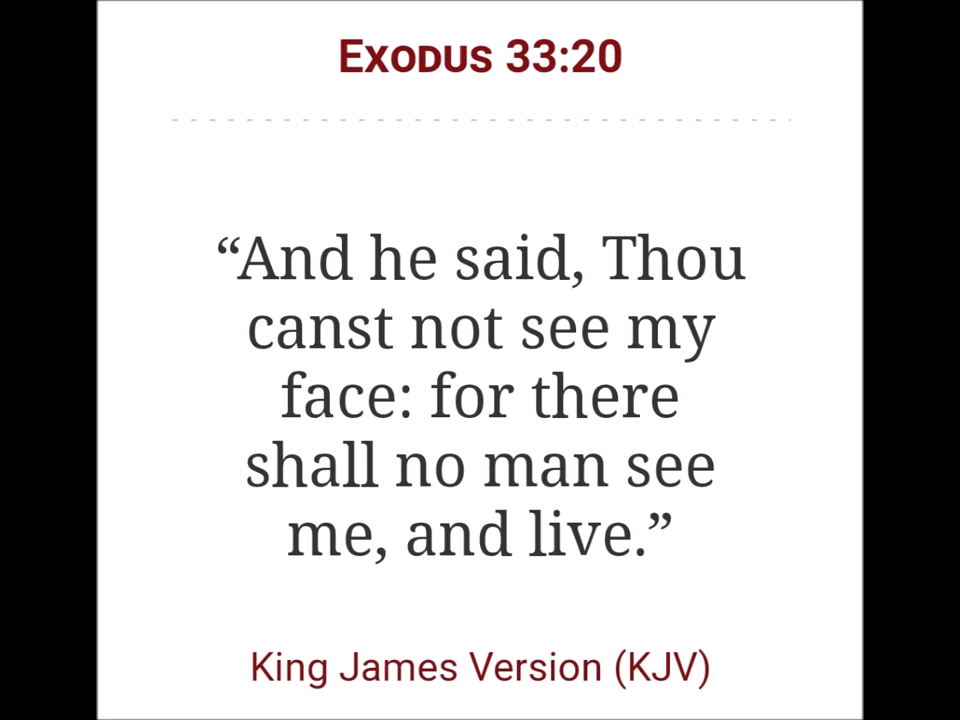 Exodus 33:20
“And he said, Thou
canst not see my
face: for there
shall no man see
me, and live.”
King James Version (KJV)